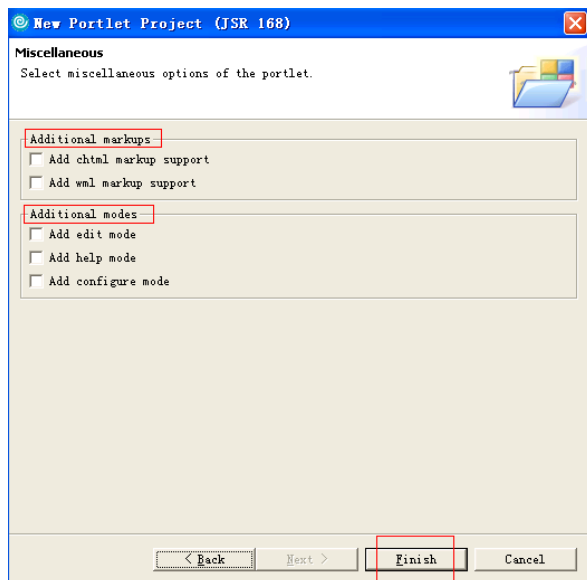 New Portlet Project (JSR 168)
Miscellaneous
Select miscellaneous options of the portlet.
Additional markups
Add chtml markup support
Add wml markup support
Additional modes
Add edit mode
Add help mode
Add configure mode
< Back Next > Finish Cancel